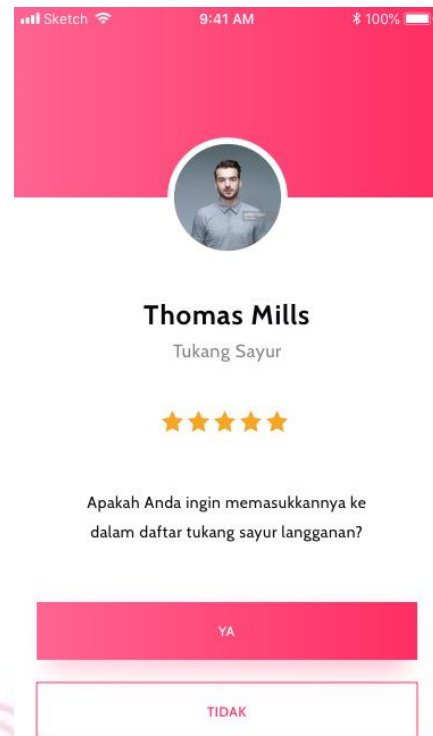 Sketch 9:41 AM 100%
Thomas Mills
Tukang Sayur
Apakah Anda ingin memasukkannya ke
dalam daftar tukang sayur langganan?
YA
TIDAK